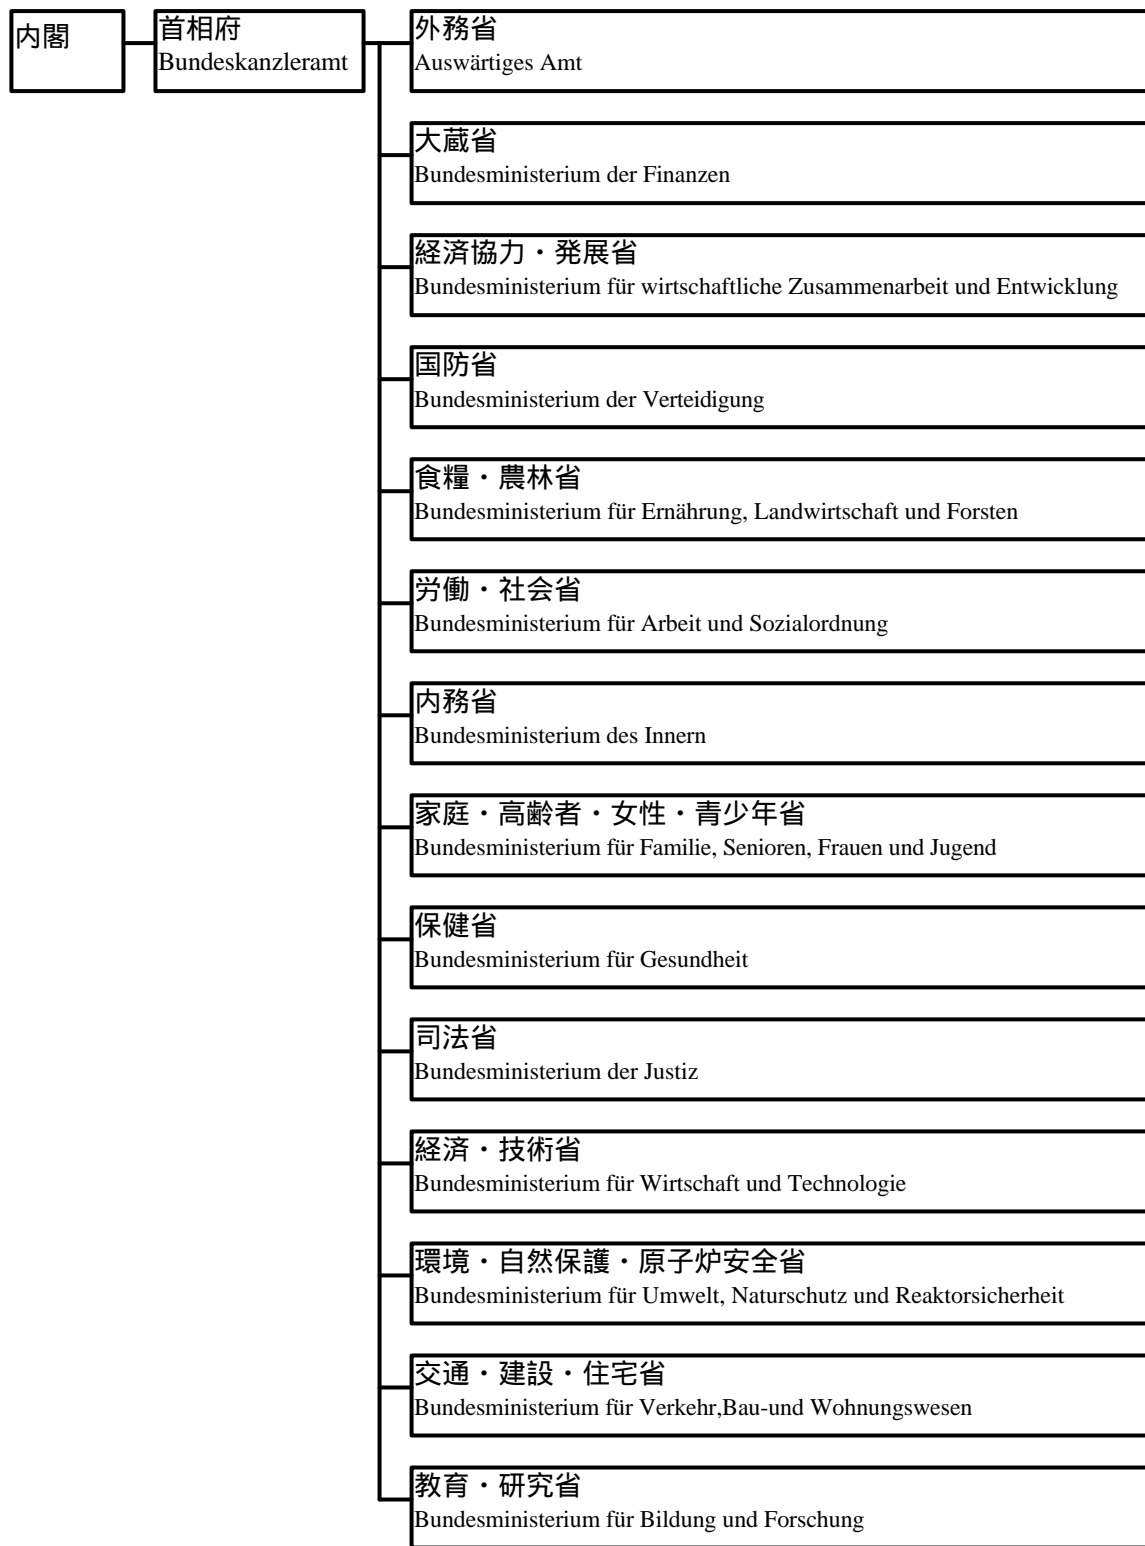 内閣
首相府
Bundeskanzleramt
外務省
Auswärtiges Amt
大蔵省
Bundesministerium der Finanzen
経済協力・発展省
Bundesministerium für wirtschaftliche Zusammenarbeit und Entwicklung
国防省
Bundesministerium der Verteidigung
食糧・農林省
Bundesministerium für Ernährung, Landwirtschaft und Forsten
労働・社会省
Bundesministerium für Arbeit und Sozialordnung
内務省
Bundesministerium des Innern
家庭・高齢者・女性・青少年省
Bundesministerium für Familie, Senioren, Frauen und Jugend
保健省
Bundesministerium für Gesundheit
司法省
Bundesministerium der Justiz
経済・技術省
Bundesministerium für Wirtschaft und Technologie
環境・自然保護・原子炉安全省
Bundesministerium für Umwelt, Naturschutz und Reaktorsicherheit
交通・建設・住宅省
Bundesministerium für Verkehr,Bau-und Wohnungswesen
教育・研究省
Bundesministerium für Bildung und Forschung